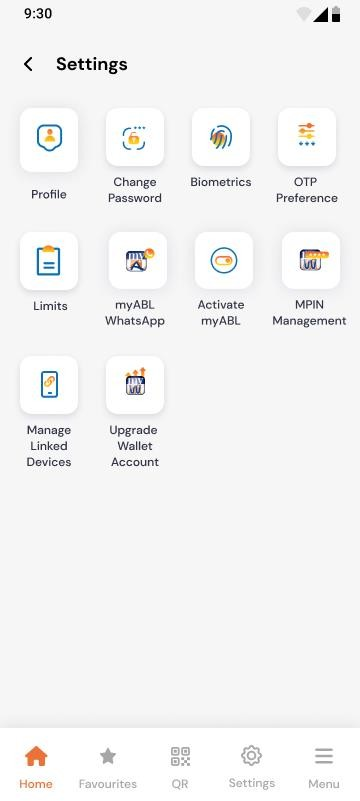 9:30
Settings
Profile
Change
Password
Biometrics
OTP
Preference
Limits
myABL
WhatsApp
Activate
myABL
MPIN
Management
Manage
Linked
Devices
Upgrade
Wallet
Account
Home
Favourites
QR
Settings
Menu